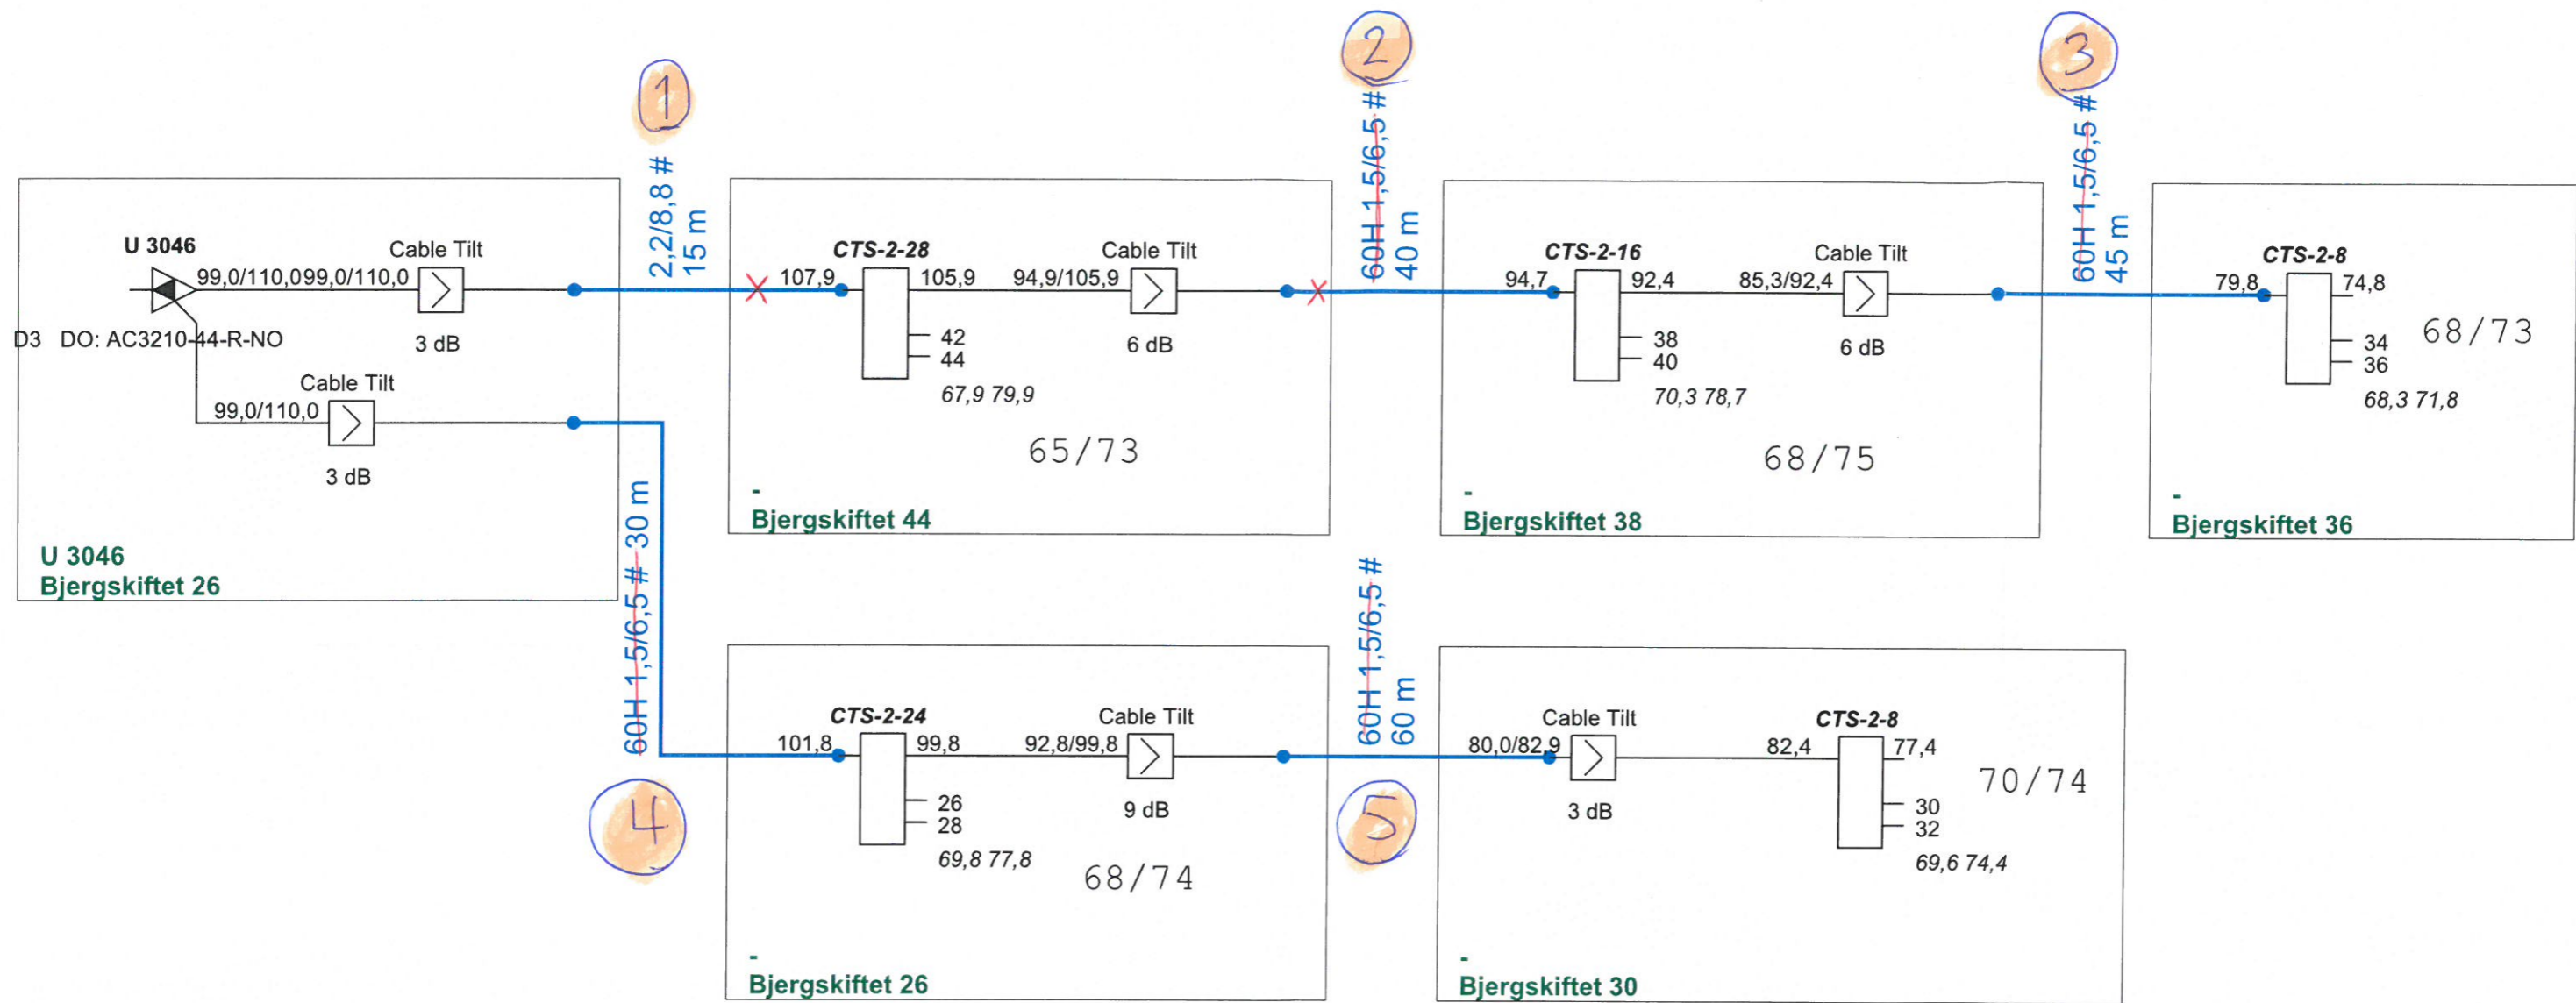 1
2
3
2,2/8,8 #
15 m
60H 1,5/6,5 #
40 m
60H 1,5/6,5 #
45 m
U 3046
99,0/110,099,0/110,0
Cable Tilt
3 dB
D3 DO: AC3210-44-R-NO
Cable Tilt
99,0/110,0
3 dB
U 3046
Bjergskiftet 26
107,9
CTS-2-28
105,9
94,9/105,9
Cable Tilt
6 dB
42
44
67,9 79,9
65/73
-
Bjergskiftet 44
94,7
CTS-2-16
92,4
85,3/92,4
Cable Tilt
6 dB
38
40
70,3 78,7
68/75
-
Bjergskiftet 38
79,8
CTS-2-8
74,8
34
36
68/73
68,3 71,8
-
Bjergskiftet 36
60H 1,5/6,5 # 30 m
4
101,8
CTS-2-24
99,8
92,8/99,8
Cable Tilt
9 dB
26
28
69,8 77,8
68/74
-
Bjergskiftet 26
60H 1,5/6,5 #
60 m
5
80,0/82,9
Cable Tilt
3 dB
82,4
CTS-2-8
77,4
30
32
70/74
69,6 74,4
-
Bjergskiftet 30